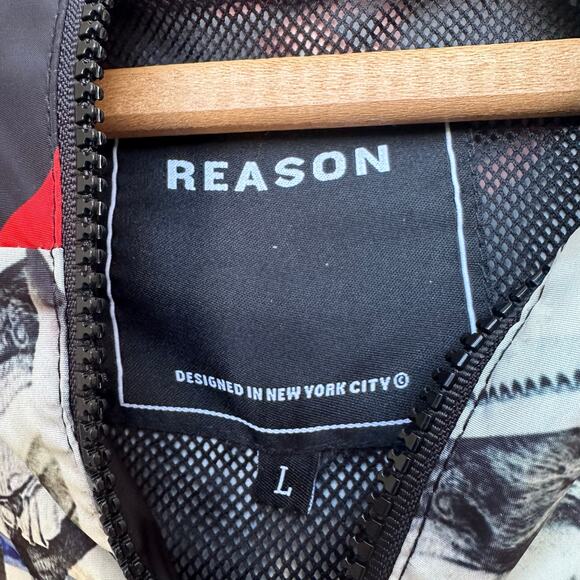 REASON
DESIGNED IN NEW YORK CITY ©
L